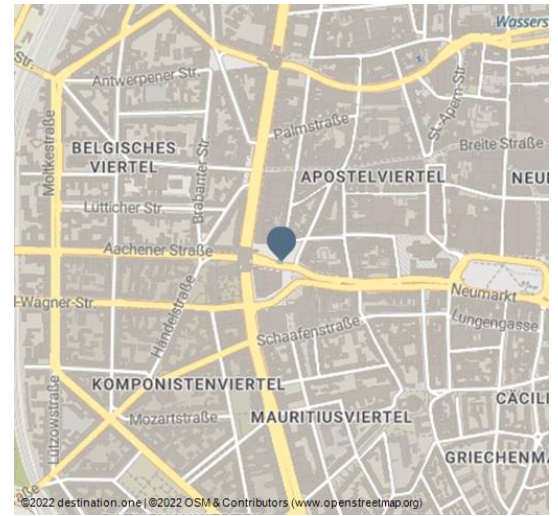 Wassers
Str.
Antwerpener Str.
St.-Apern-Str.
Palmstraße
Moltkestraße
BELGISCHES
VIERTEL
Brabanter Str.
Breite Straße
APOSTELVIERTEL
NEU
Lütticher Str.
Aachener Straße
Händelstraße
Neumarkt
-Wagner-Str.
Lungengasse
Schaafenstraße
KOMPONISTENVIERTEL
Lützowstraße
CÄCILI
Mozartstraße
MAURITIUSVIERTEL
GRIECHENMA
aße
©2022 destination.one | ©2022 OSM & Contributors (www.openstreetmap.org)